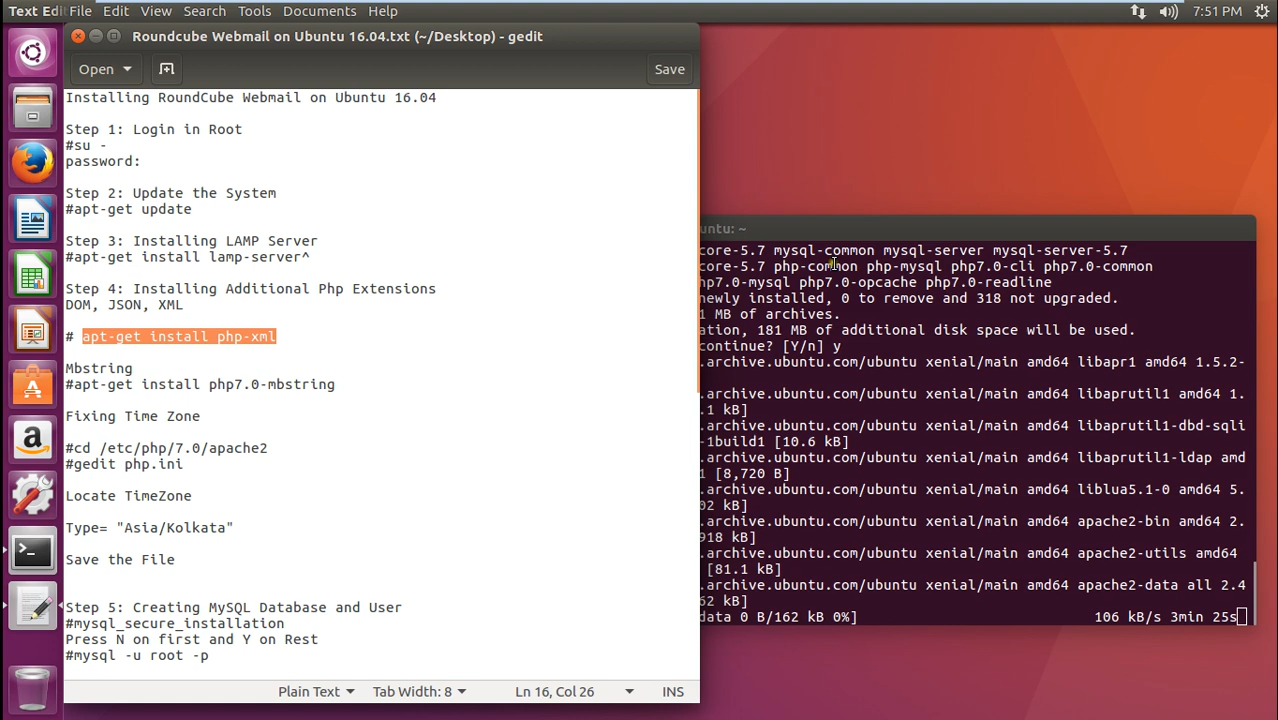 Text Edi File Edit View Search Tools Documents Help 7:51 PM
Roundcube Webmail on Ubuntu 16.04.txt (~/Desktop) - gedit
Open Save
Installing RoundCube Webmail on Ubuntu 16.04
Step 1: Login in Root
#su -
password:
Step 2: Update the System
#apt-get update
Step 3: Installing LAMP Server
#apt-get install lamp-server^
Step 4: Installing Additional Php Extensions
DOM, JSON, XML
# apt-get install php-xml
Mbstring
#apt-get install php7.0-mbstring
Fixing Time Zone
#cd /etc/php/7.0/apache2
#gedit php.ini
Locate TimeZone
Type= "Asia/Kolkata"
Save the File
Step 5: Creating MySQL Database and User
#mysql_secure_installation
Press N on first and Y on Rest
#mysql -u root -p
Plain Text Tab Width: 8 Ln 16, Col 26 INS
untu: ~
core-5.7 mysql-common mysql-server mysql-server-5.7
core-5.7 php-common php-mysql php7.0-cli php7.0-common
hp7.0-mysql php7.0-opcache php7.0-readline
newly installed, 0 to remove and 318 not upgraded.
1 MB of archives.
ation, 181 MB of additional disk space will be used.
continue? [Y/n] y
.archive.ubuntu.com/ubuntu xenial/main amd64 libapr1 amd64 1.5.2-
.archive.ubuntu.com/ubuntu xenial/main amd64 libaprutil1 amd64 1.
.1 kB]
.archive.ubuntu.com/ubuntu xenial/main amd64 libaprutil1-dbd-sqli
-1build1 [10.6 kB]
.archive.ubuntu.com/ubuntu xenial/main amd64 libaprutil1-ldap amd
1 [8,720 B]
.archive.ubuntu.com/ubuntu xenial/main amd64 liblua5.1-0 amd64 5.
02 kB]
.archive.ubuntu.com/ubuntu xenial/main amd64 apache2-bin amd64 2.
918 kB]
.archive.ubuntu.com/ubuntu xenial/main amd64 apache2-utils amd64
[81.1 kB]
.archive.ubuntu.com/ubuntu xenial/main amd64 apache2-data all 2.4
62 kB]
data 0 B/162 kB 0%] 106 kB/s 3min 25s